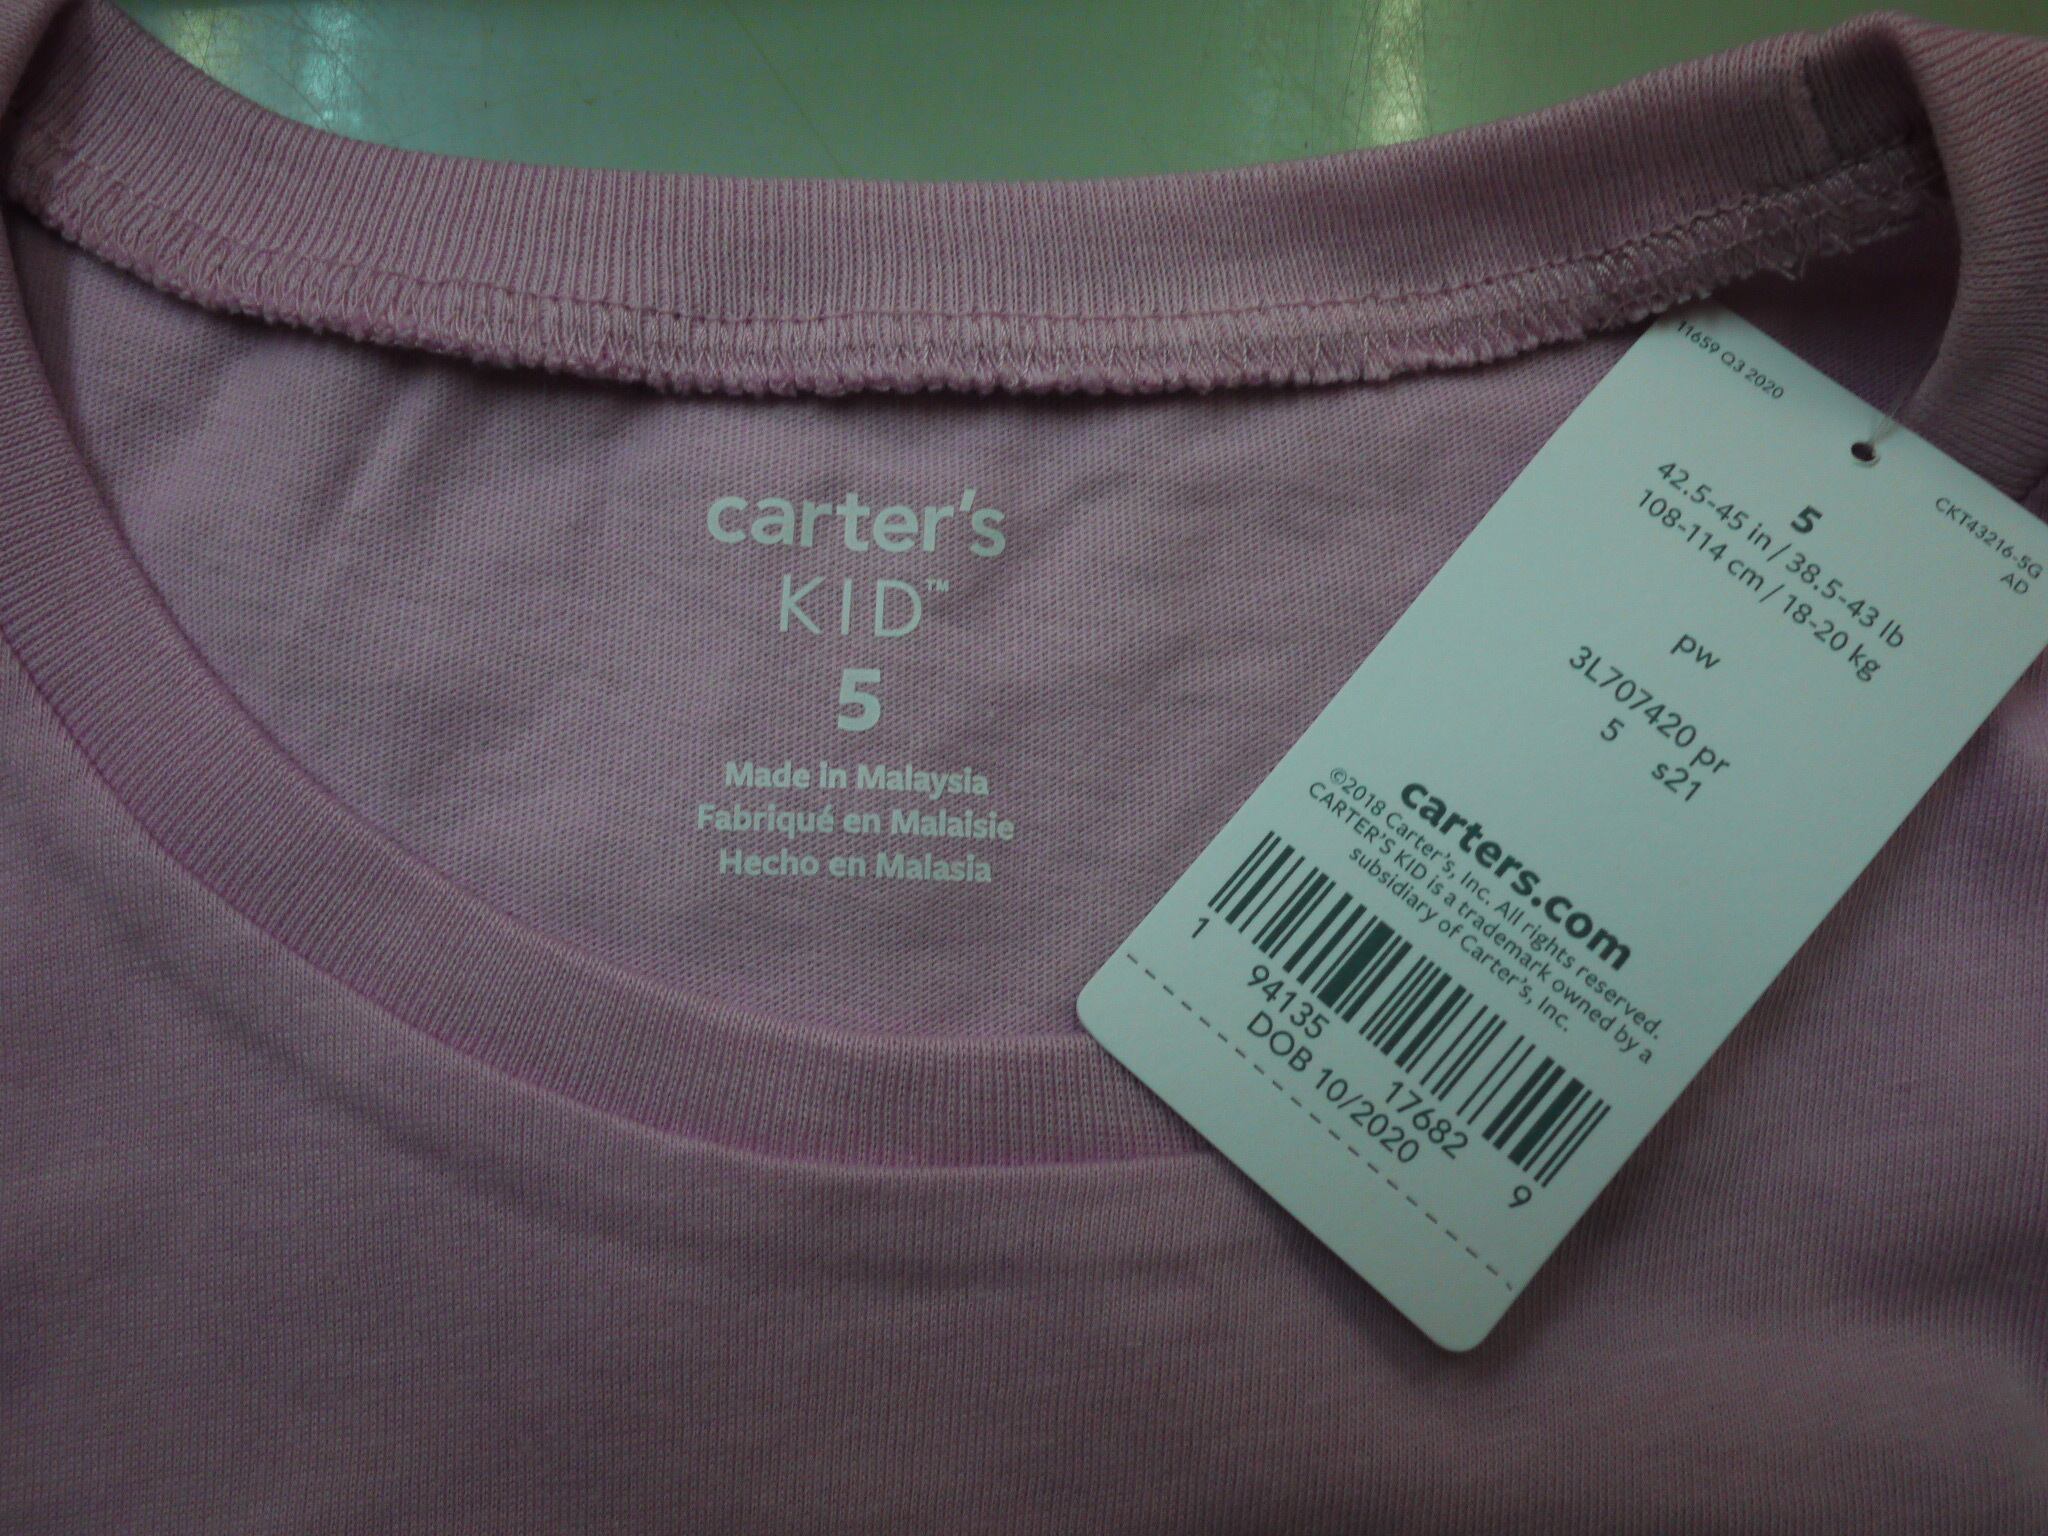 carter's
KID™
5
Made in Malaysia
Fabriqué en Malaisie
Hecho en Malasia
11659 Q3 2020
CKT43216-5G
AD
5
42.5-45 in / 38.5-43 lb
108-114 cm / 18-20 kg
pw
3L707420 pr
5 s21
carters.com
©2018 Carter's, Inc. All rights reserved.
CARTER'S KID is a trademark owned by a
subsidiary of Carter's, Inc.
1 94135 17682 9
DOB 10/2020